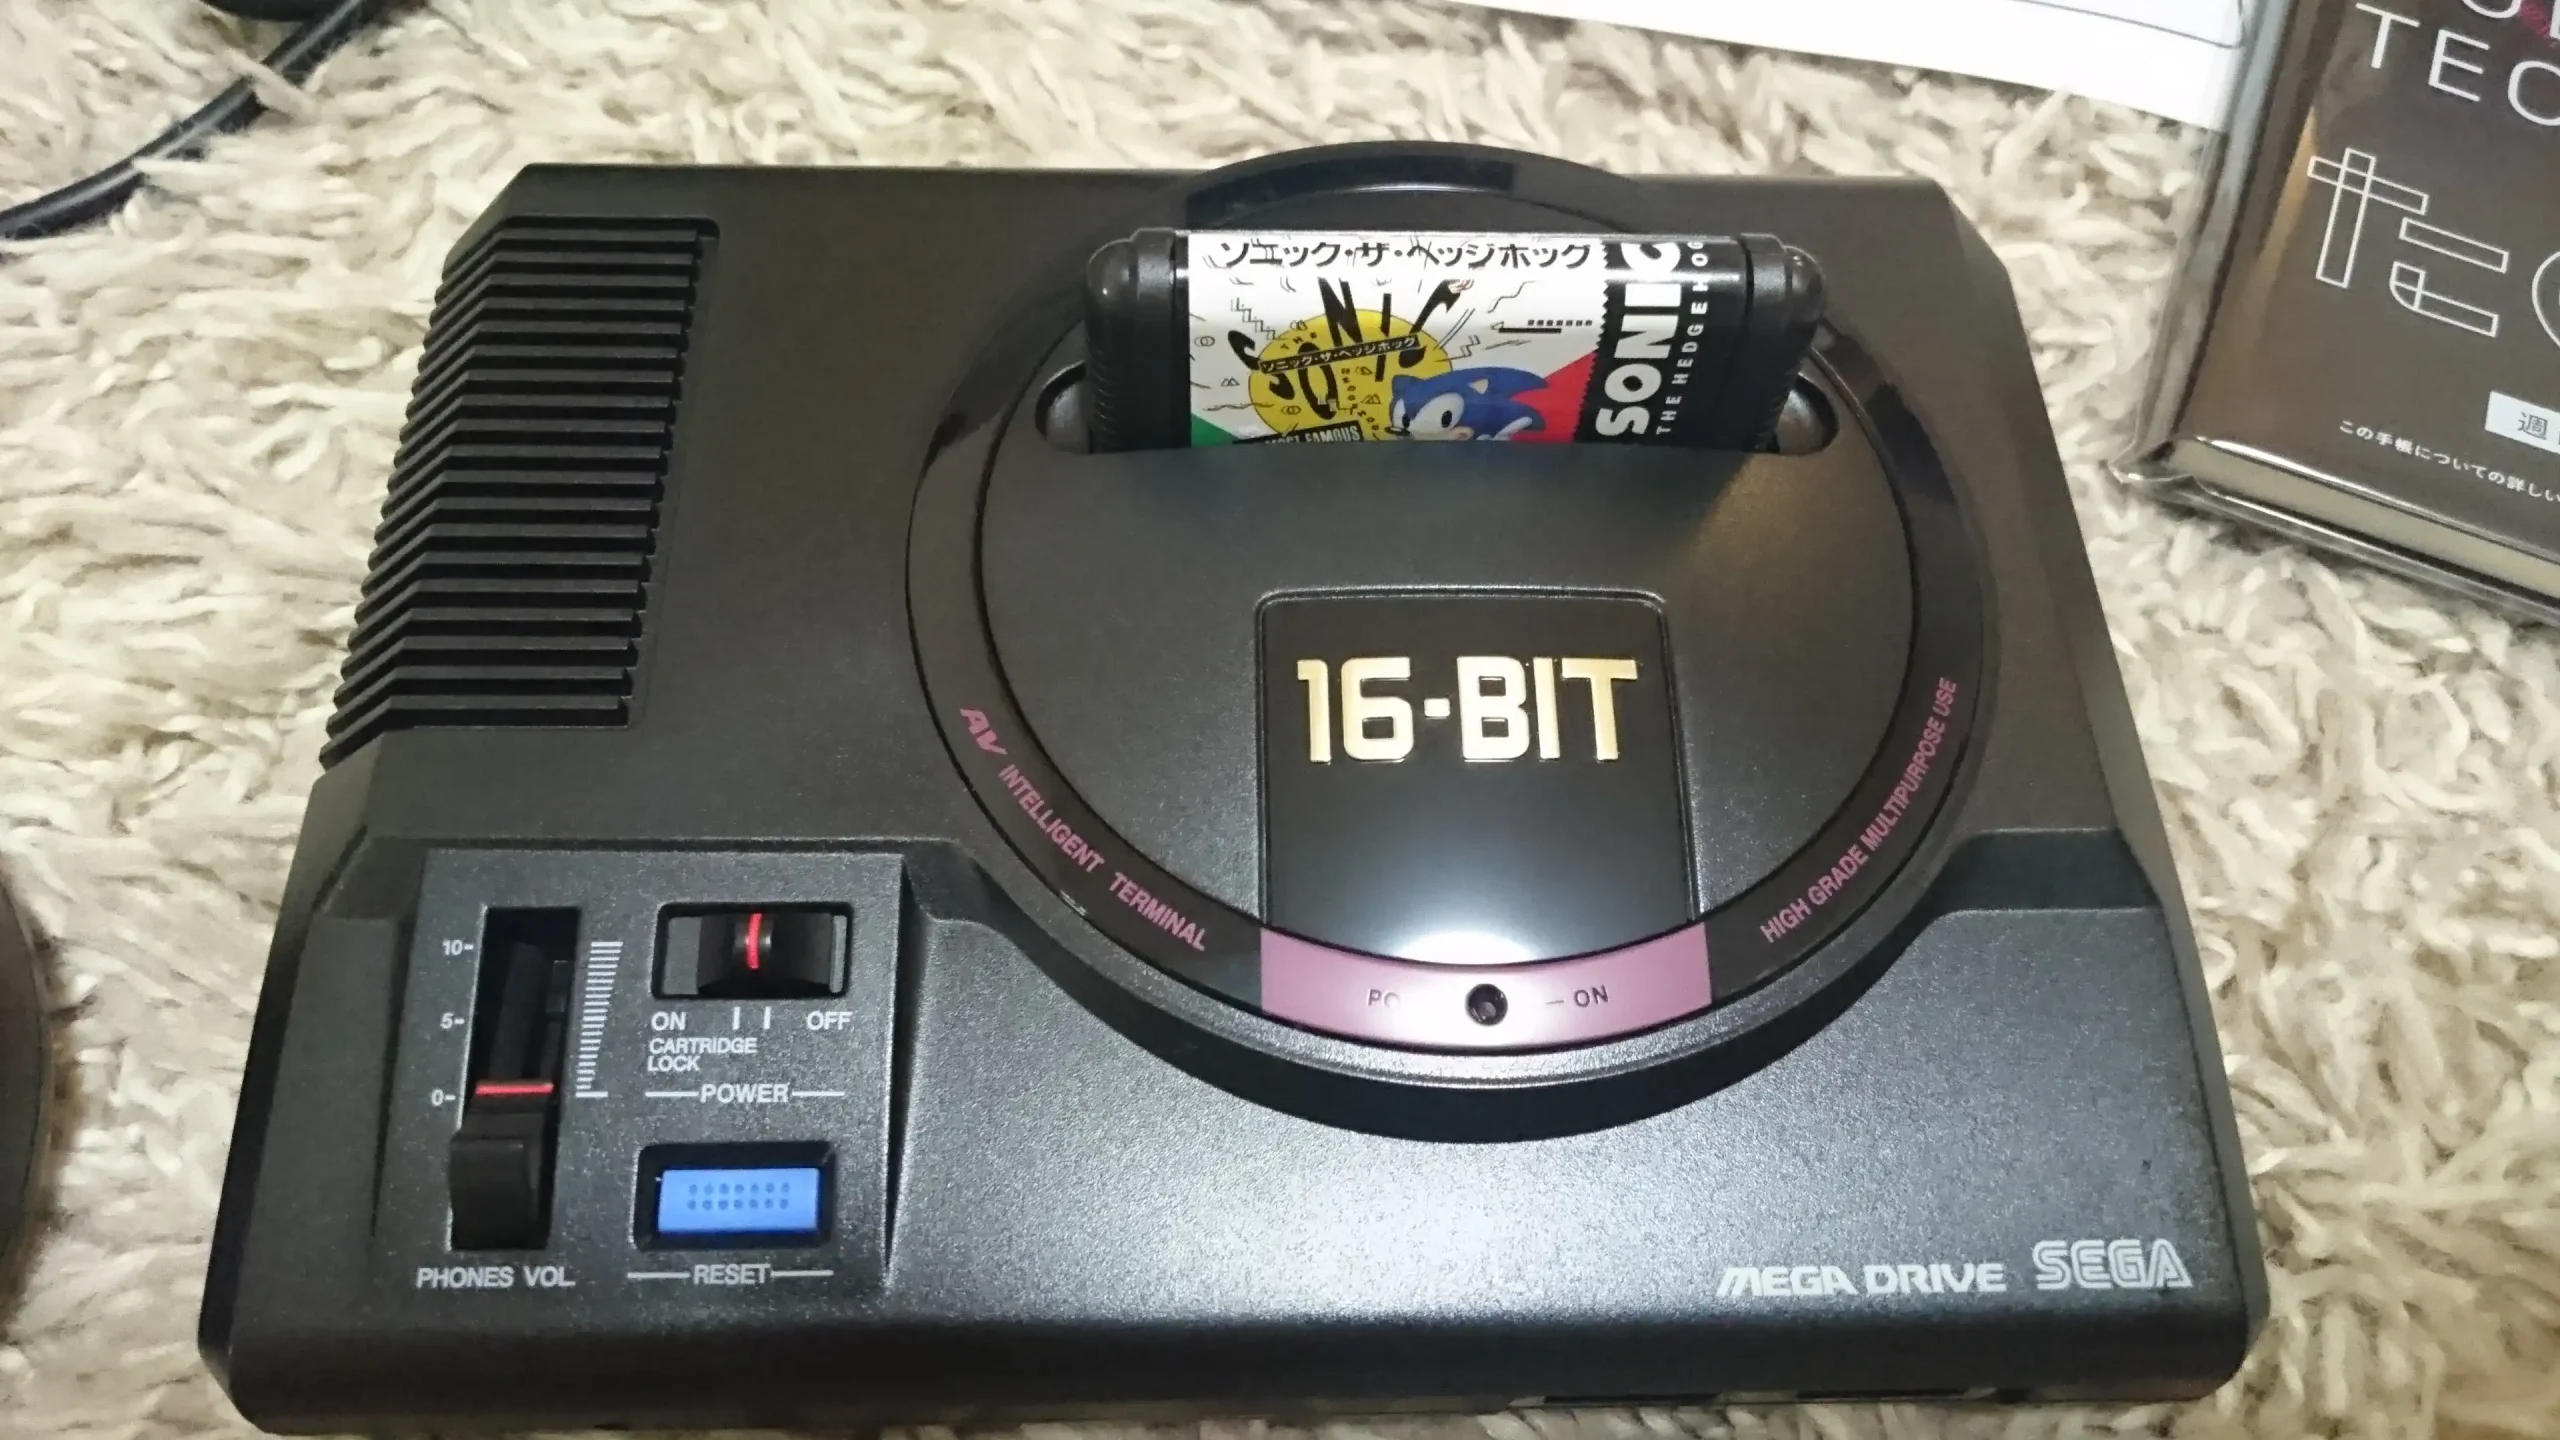 TEC
この手帳についての詳しい
週
ソニック・ザ・ヘッジホッグ
SONIC
THE HEDGEHOG
ソニック・ザ・ヘッジホッグ
MOST FAMOUS
16-BIT
AV INTELLIGENT TERMINAL
HIGH GRADE MULTIPURPOSE USE
ON
10-
5-
0-
ON OFF
CARTRIDGE
LOCK
POWER
PHONES VOL
RESET
MEGA DRIVE SEGA